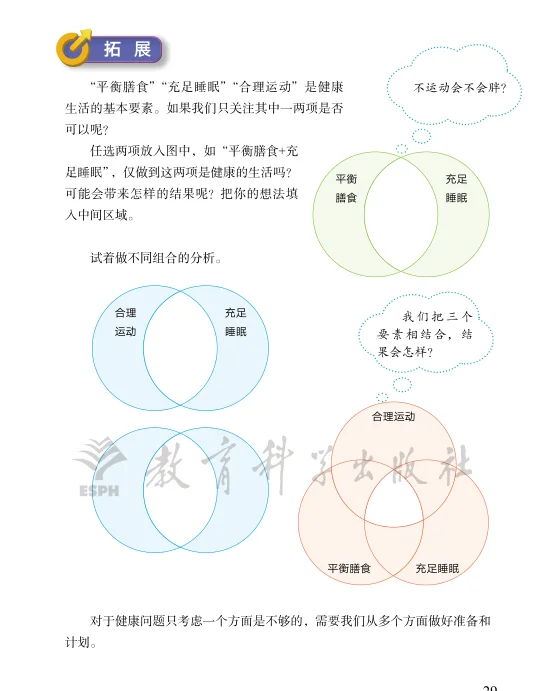 拓展
“平衡膳食”“充足睡眠”“合理运动”是健康
生活的基本要素。如果我们只关注其中一两项是否
可以呢？
任选两项放入图中，如“平衡膳食+充
足睡眠”，仅做到这两项是健康的生活吗？
可能会带来怎样的结果呢？把你的想法填
入中间区域。
不运动会不会胖？
平衡
膳食
充足
睡眠
试着做不同组合的分析。
合理
运动
充足
睡眠
我们把三个
要素相结合，结
果会怎样？
合理运动
平衡膳食
充足睡眠
ESPH
教育科学出版社
对于健康问题只考虑一个方面是不够的，需要我们从多个方面做好准备和
计划。
29